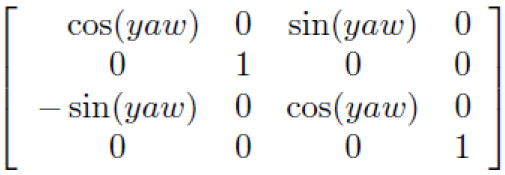 cos(yaw) 0 sin(yaw) 0
0 1 0 0
− sin(yaw) 0 cos(yaw) 0
0 0 0 1